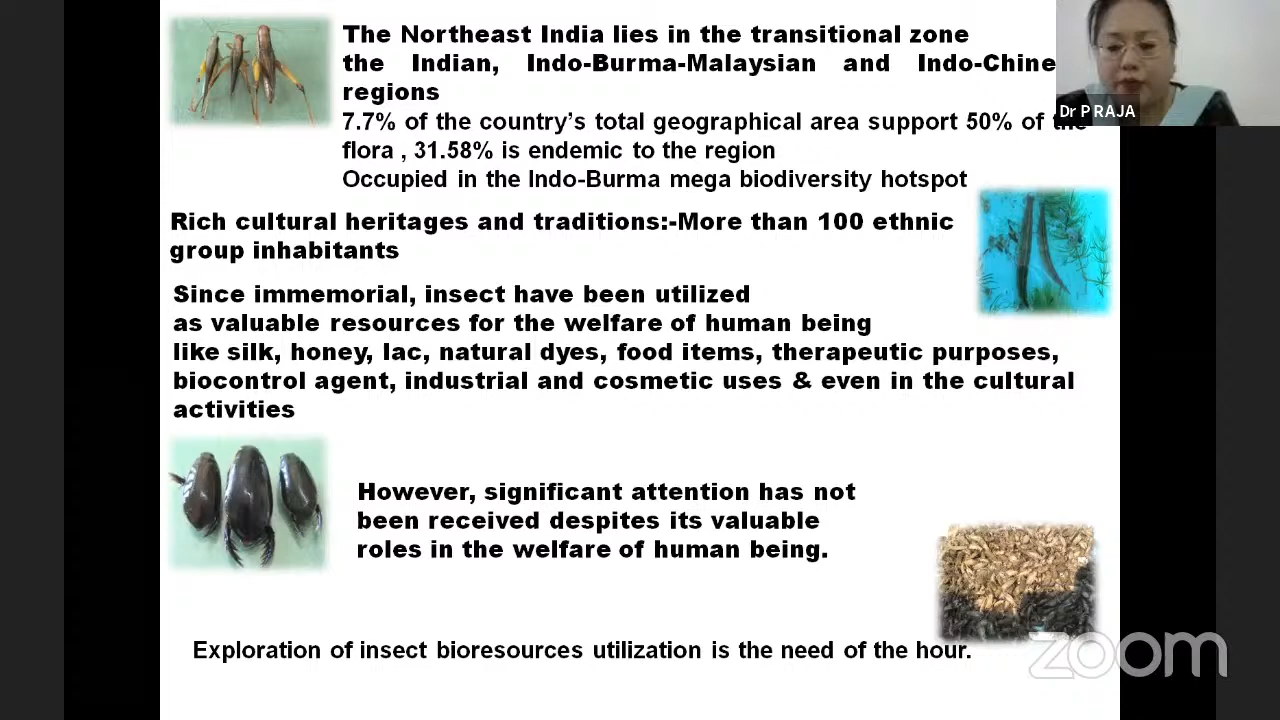 The Northeast India lies in the transitional zone
the Indian, Indo-Burma-Malaysian and Indo-Chine
regions
7.7% of the country's total geographical area support 50% of the
flora , 31.58% is endemic to the region
Occupied in the Indo-Burma mega biodiversity hotspot
Dr P RAJA
Rich cultural heritages and traditions:-More than 100 ethnic
group inhabitants
Since immemorial, insect have been utilized
as valuable resources for the welfare of human being
like silk, honey, lac, natural dyes, food items, therapeutic purposes,
biocontrol agent, industrial and cosmetic uses & even in the cultural
activities
However, significant attention has not
been received despites its valuable
roles in the welfare of human being.
Exploration of insect bioresources utilization is the need of the hour.
zoom